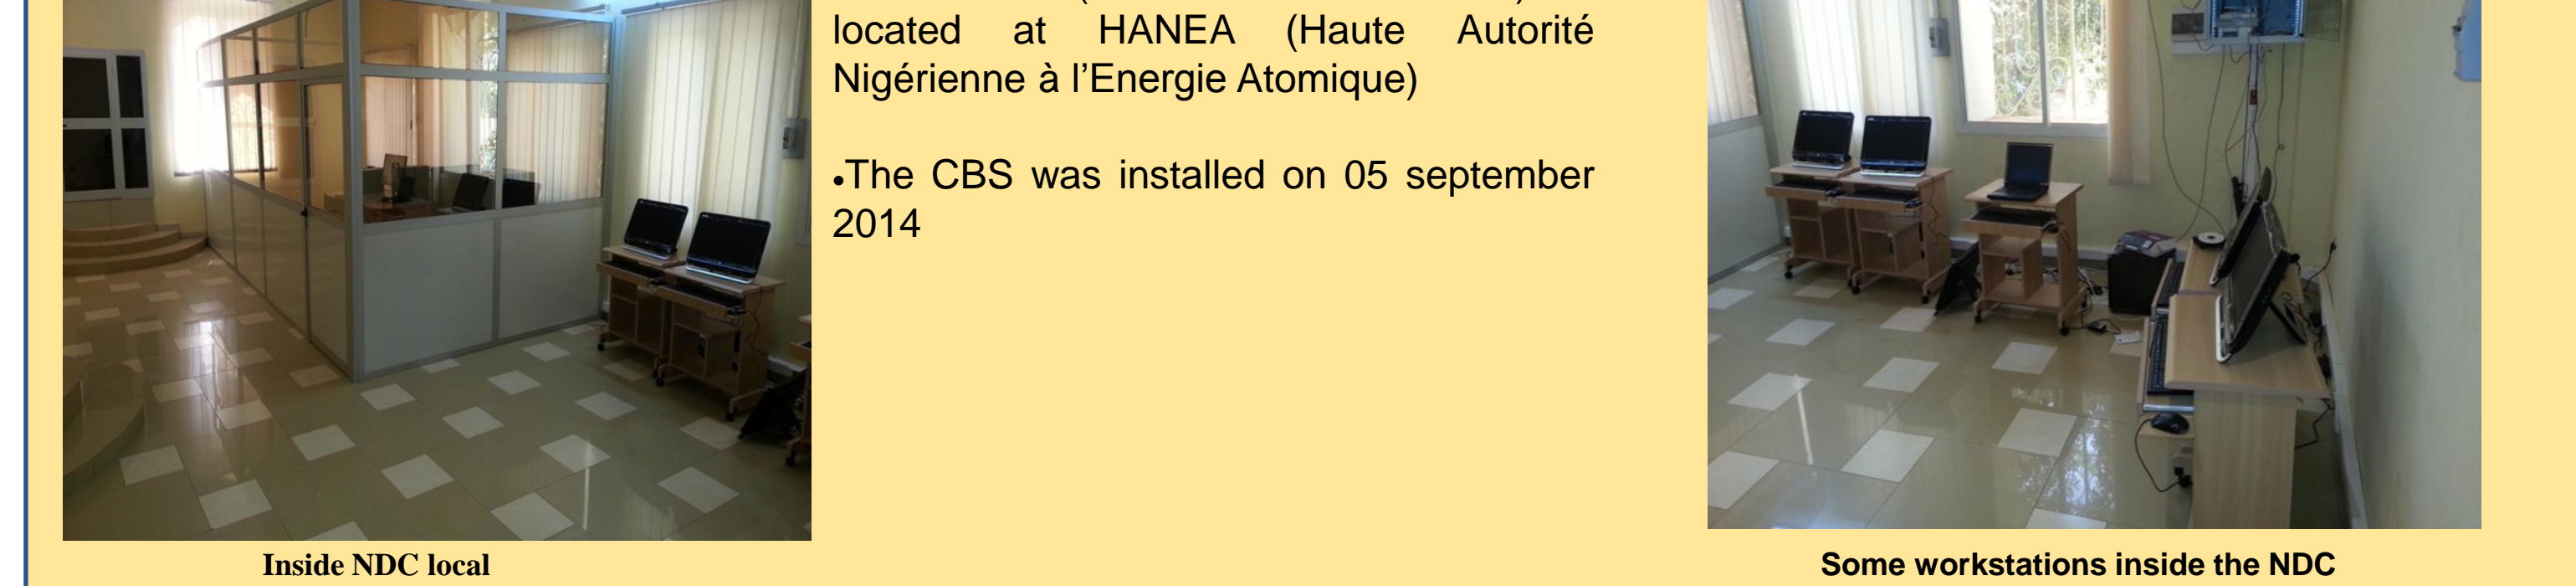 located at HANEA (Haute Autorité
Nigérienne à l’Energie Atomique)
•The CBS was installed on 05 september
2014
Inside NDC local
Some workstations inside the NDC